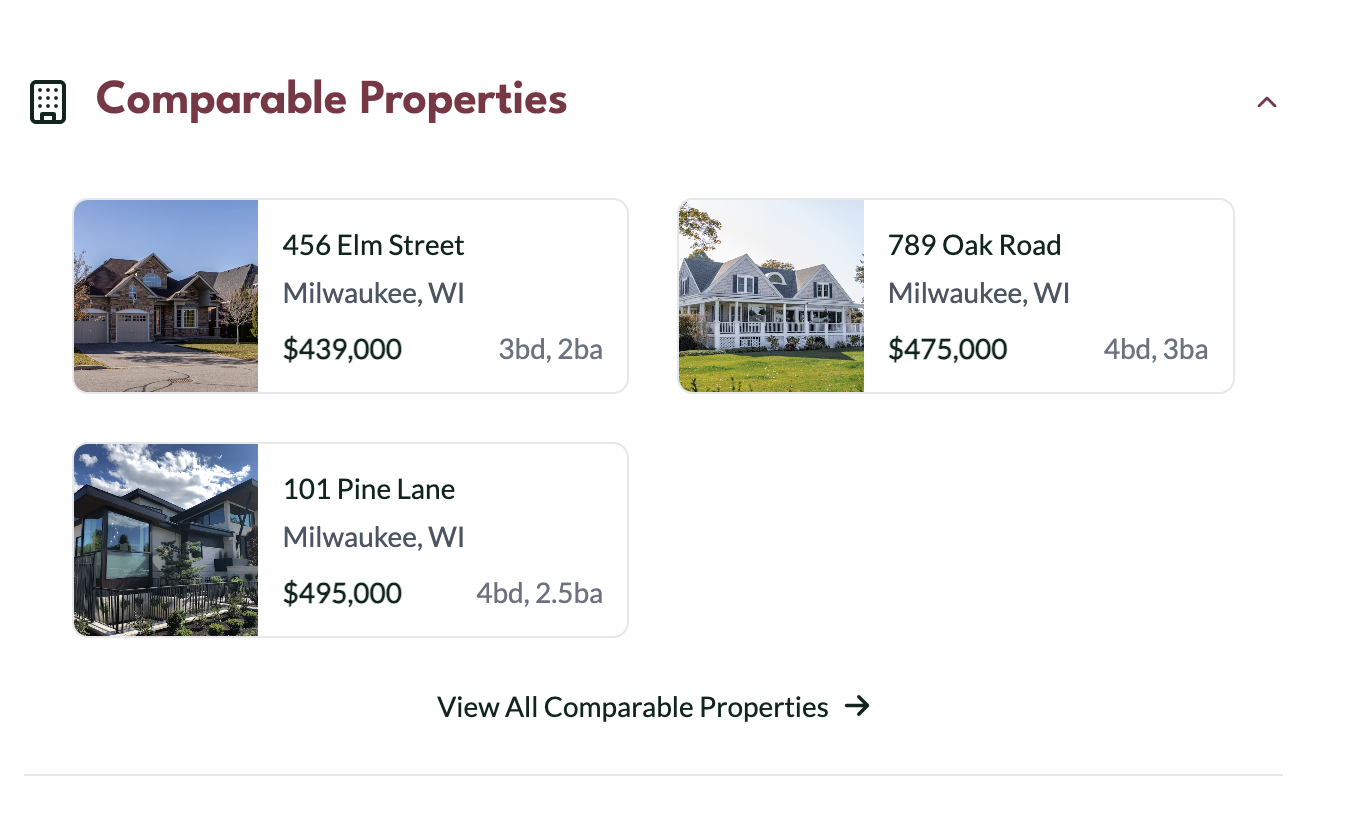 Comparable Properties
456 Elm Street
Milwaukee, WI
$439,000 3bd, 2ba
789 Oak Road
Milwaukee, WI
$475,000 4bd, 3ba
101 Pine Lane
Milwaukee, WI
$495,000 4bd, 2.5ba
View All Comparable Properties